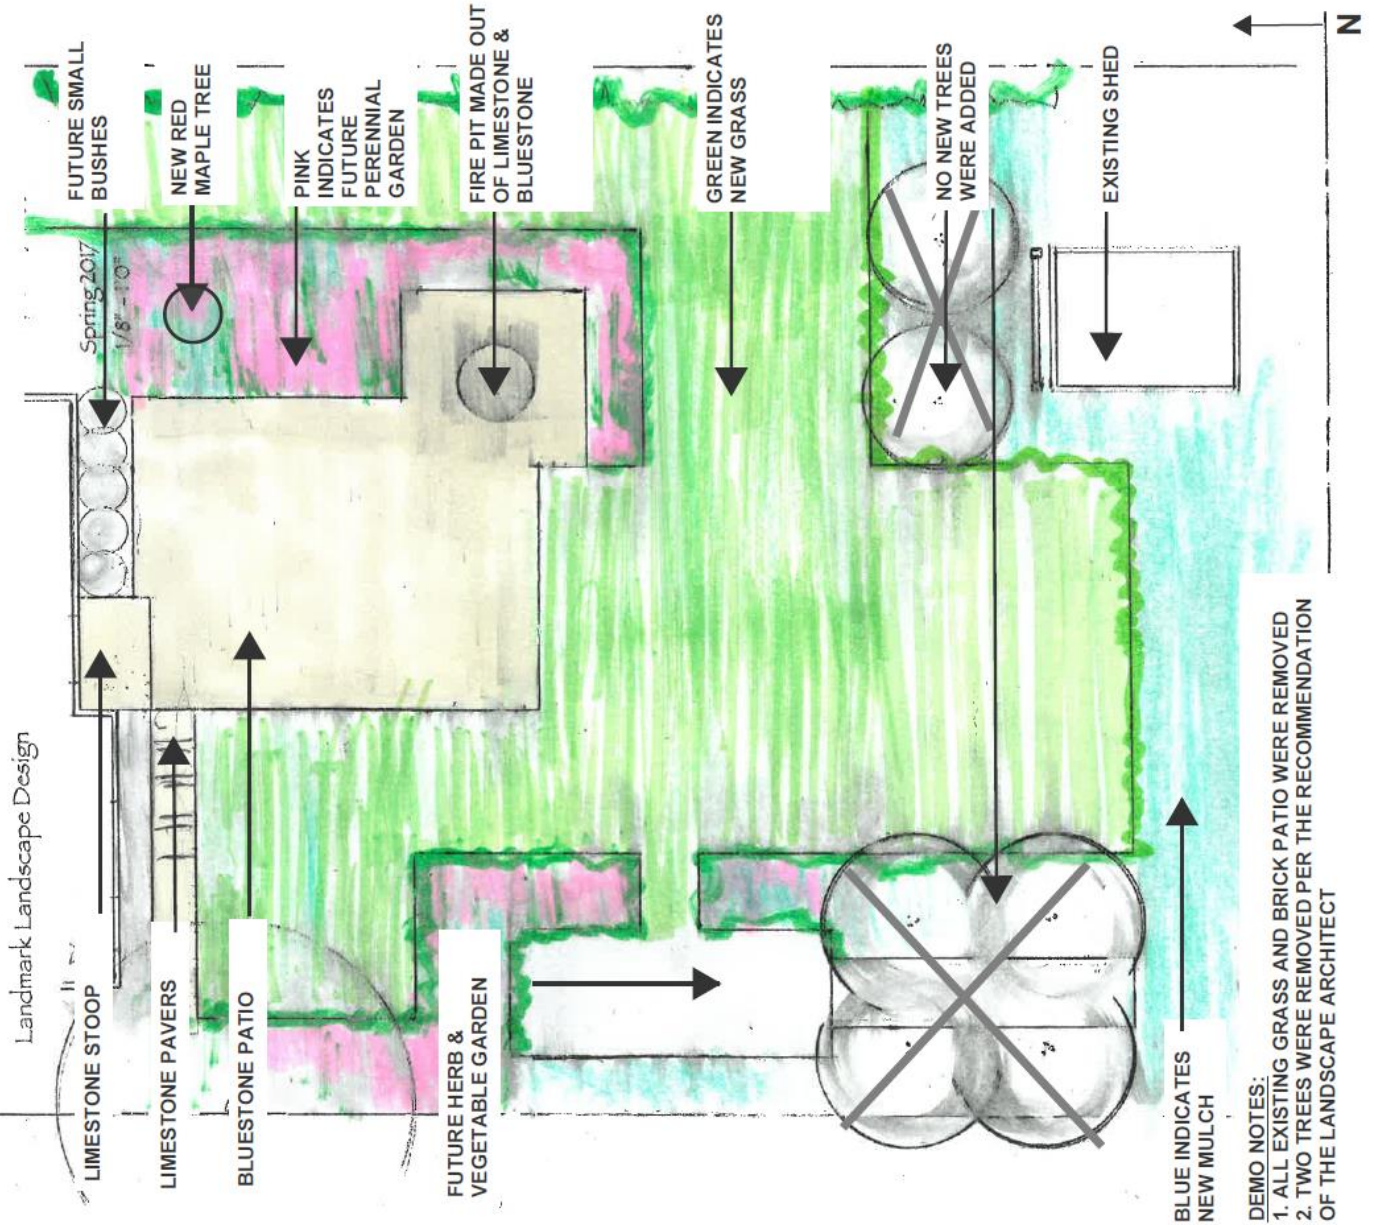 Landmark Landscape Design
Spring 2017
1/8" - 1'0"
FUTURE SMALL
BUSHES
NEW RED
MAPLE TREE
PINK
INDICATES
FUTURE
PERENNIAL
GARDEN
FIRE PIT MADE OUT
OF LIMESTONE &
BLUESTONE
GREEN INDICATES
NEW GRASS
NO NEW TREES
WERE ADDED
EXISTING SHED
N
LIMESTONE STOOP
LIMESTONE PAVERS
BLUESTONE PATIO
FUTURE HERB &
VEGETABLE GARDEN
BLUE INDICATES
NEW MULCH
DEMO NOTES:
1. ALL EXISTING GRASS AND BRICK PATIO WERE REMOVED
2. TWO TREES WERE REMOVED PER THE RECOMMENDATION
OF THE LANDSCAPE ARCHITECT